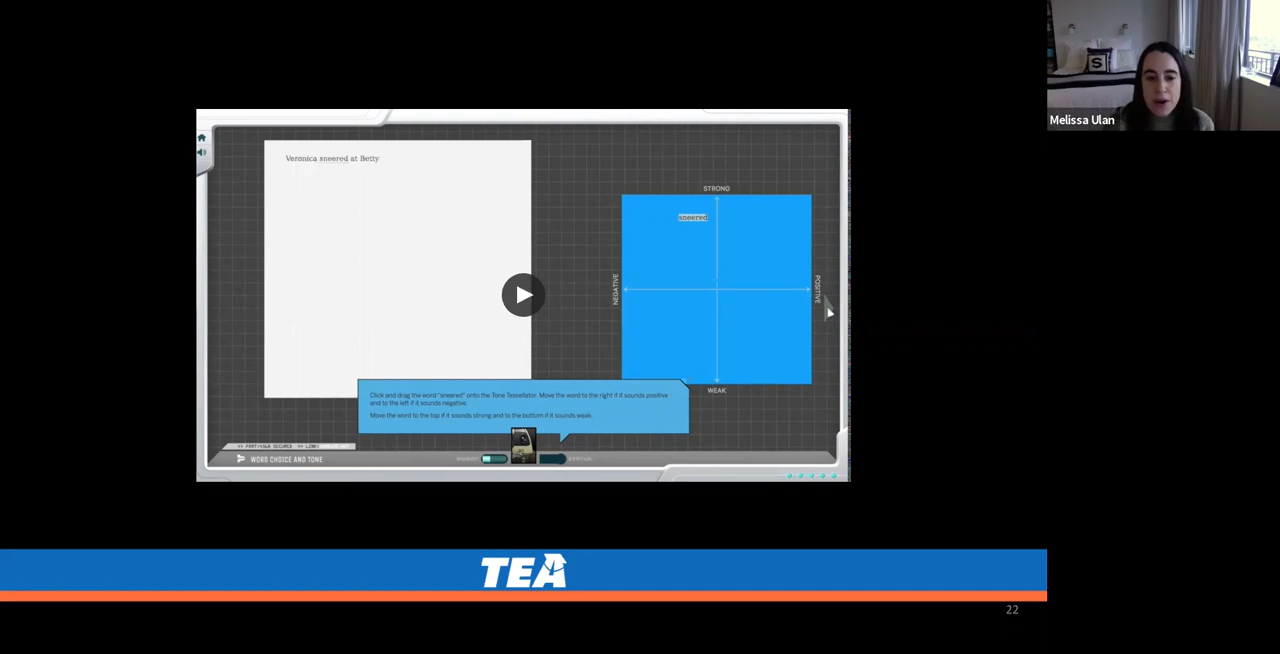 Melissa Ulan
Veronica sneered at Betty
STRONG
sneered
NEGATIVE
POSITIVE
WEAK
Click and drag the word "sneered" onto the Tone Tessellator. Move the word to the right if it sounds positive
and to the left if it sounds negative.
Move the word to the top if it sounds strong and to the bottom if it sounds weak.
WORD CHOICE AND TONE
TEA
22
S